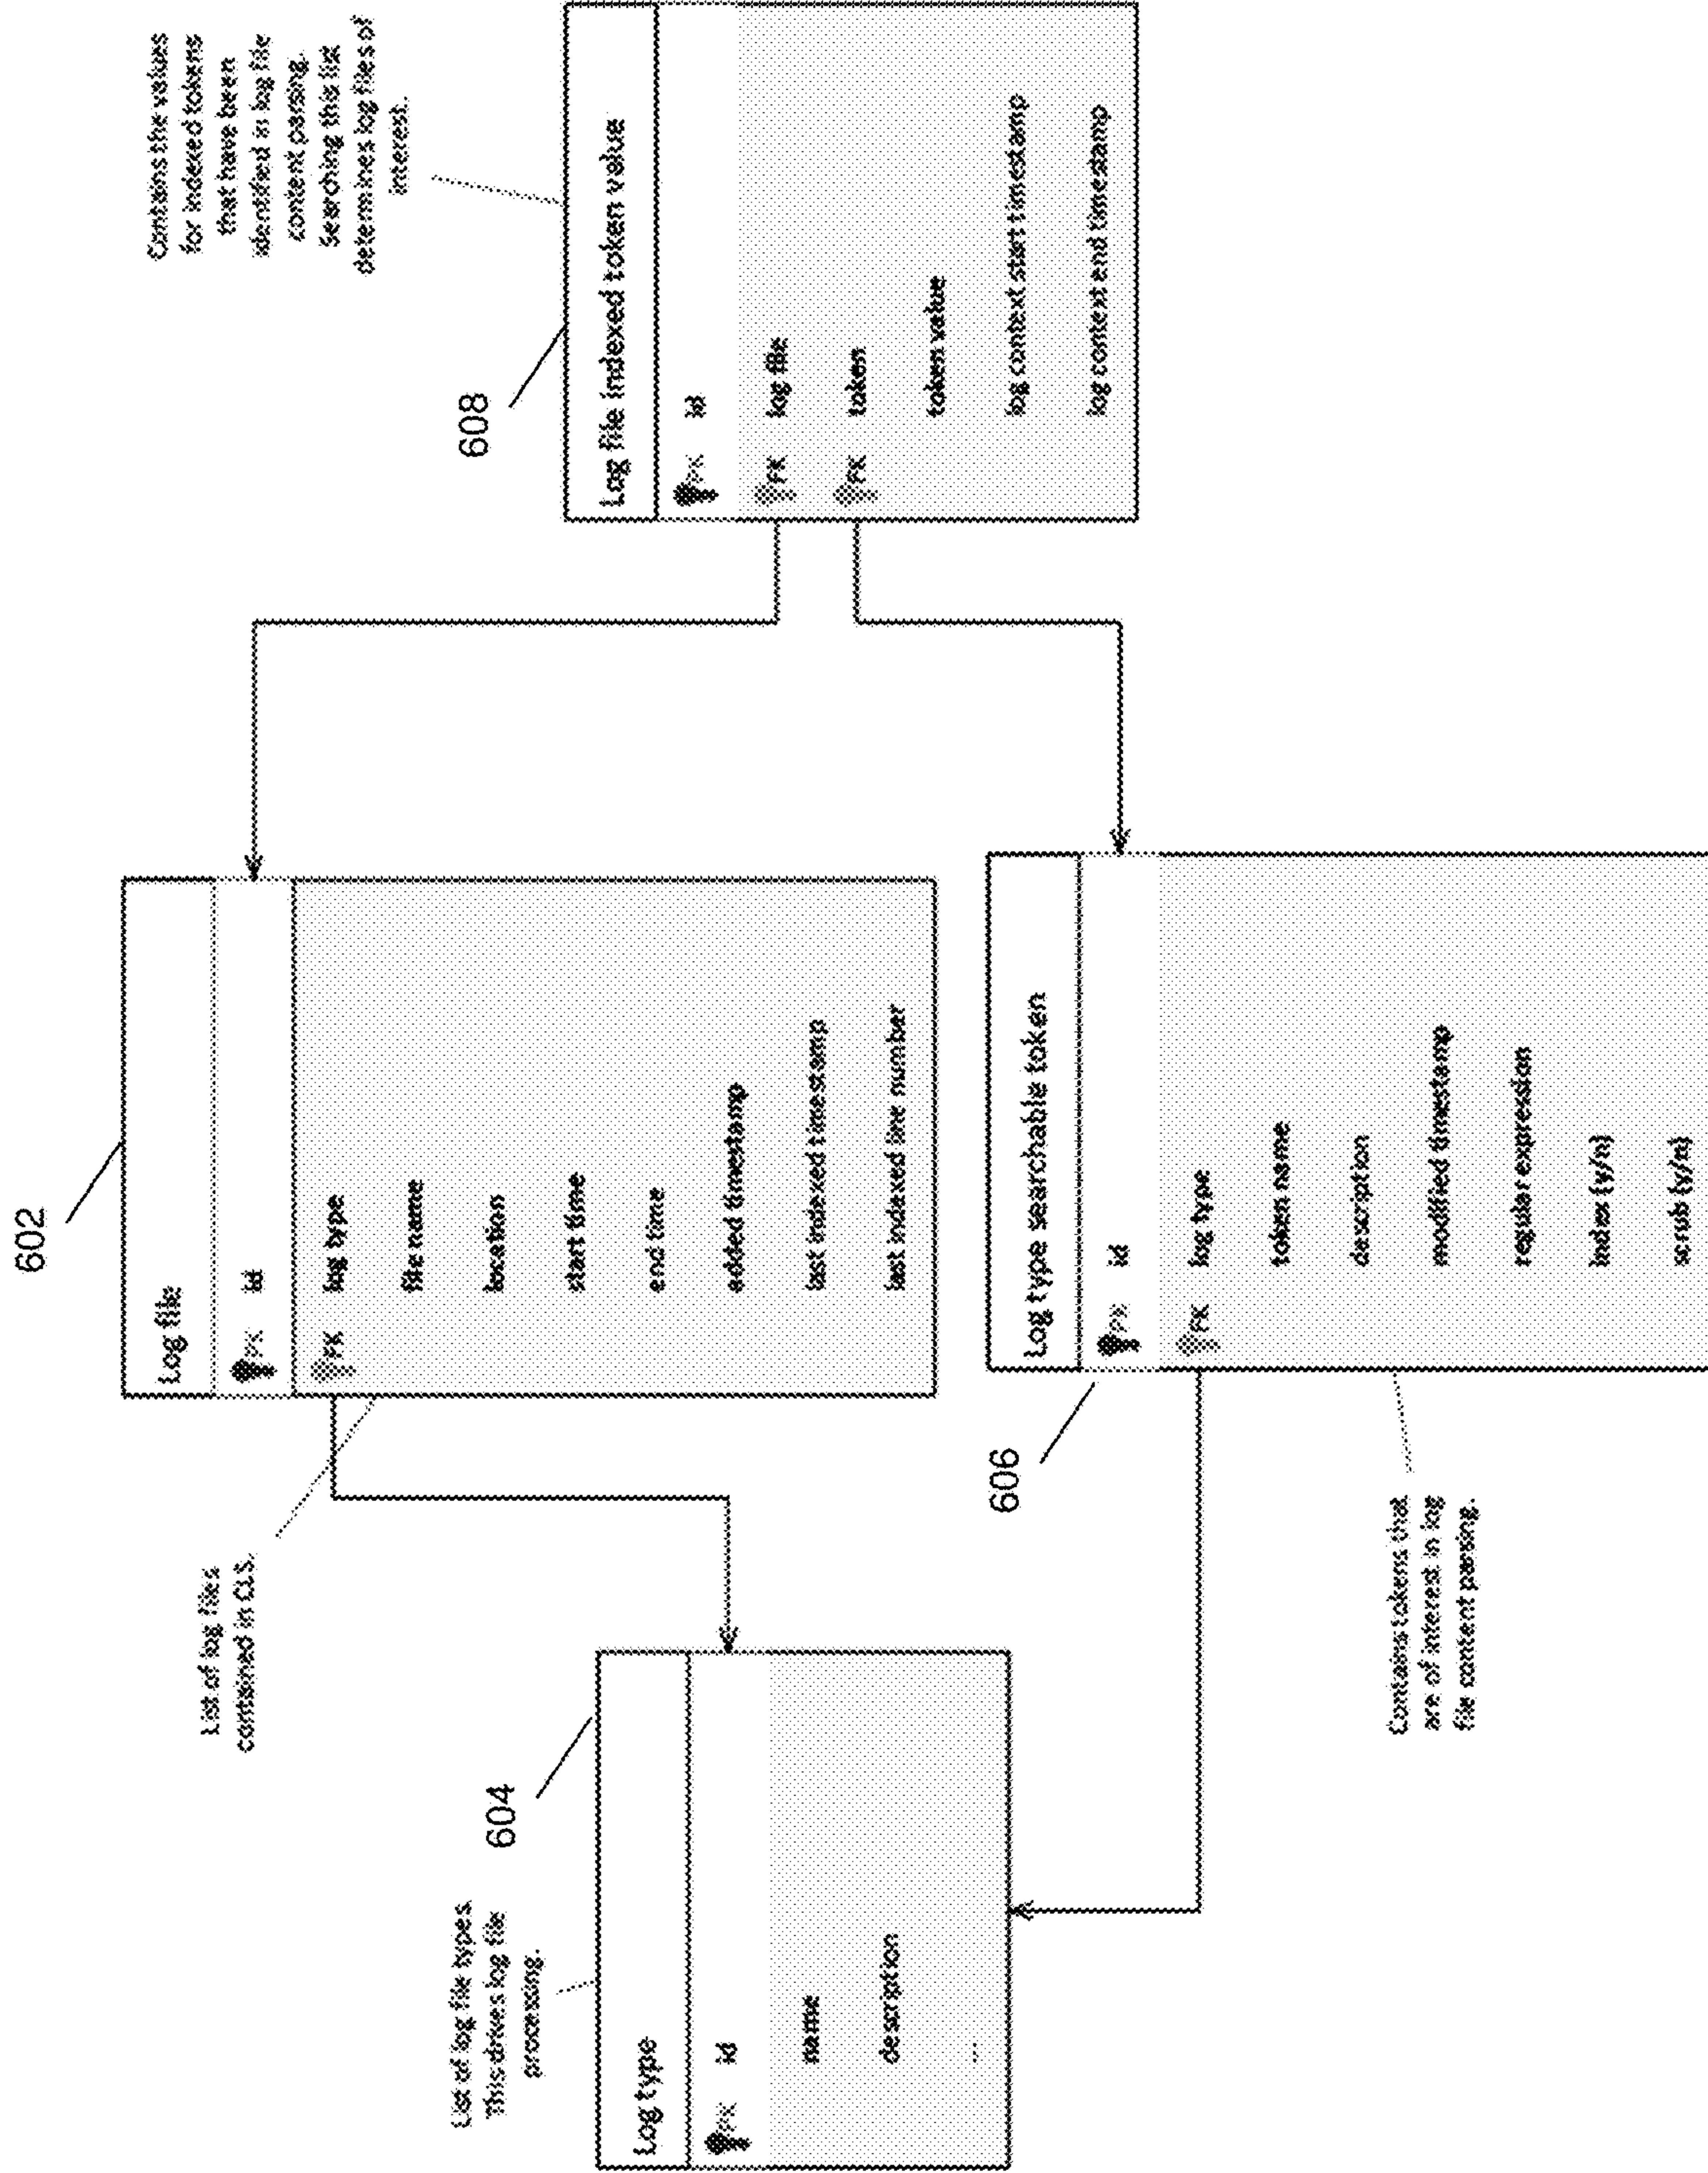 List of log file types.
This drives log file
processing.
604
Log type
PK id
name
description
...
List of log files
contained in CLS.
602
Log file
PK id
FK log type
file name
location
start time
end time
added timestamp
last indexed timestamp
last indexed line number
606
Log type searchable token
PK id
FK log type
token name
description
modified timestamp
regular expression
index (y/n)
scrub (y/n)
Contains tokens that
are of interest in log
file content parsing.
Contains the values
for indexed tokens
that have been
identified in log file
content parsing.
Searching this list
determines log files of
interest.
608
Log file indexed token value
PK id
FK log file
FK token
token value
log context start timestamp
log context end timestamp